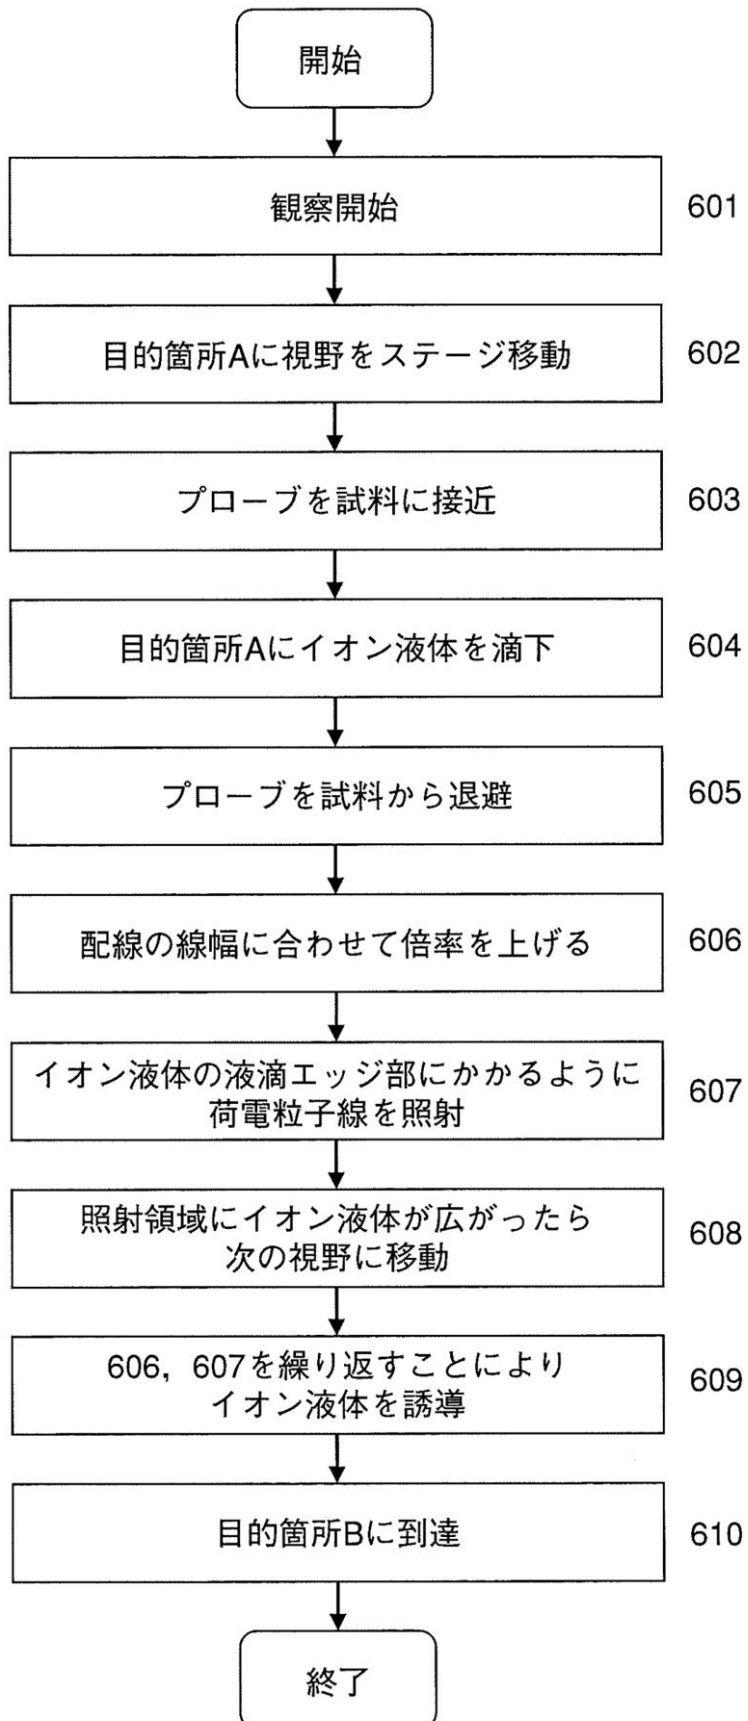 開始
観察開始
601
目的箇所Aに視野をステージ移動
602
プローブを試料に接近
603
目的箇所Aにイオン液体を滴下
604
プローブを試料から退避
605
配線の線幅に合わせて倍率を上げる
606
イオン液体の液滴エッジ部にかかるように
荷電粒子線を照射
607
照射領域にイオン液体が広がったら
次の視野に移動
608
606，607を繰り返すことにより
イオン液体を誘導
609
目的箇所Bに到達
610
終了